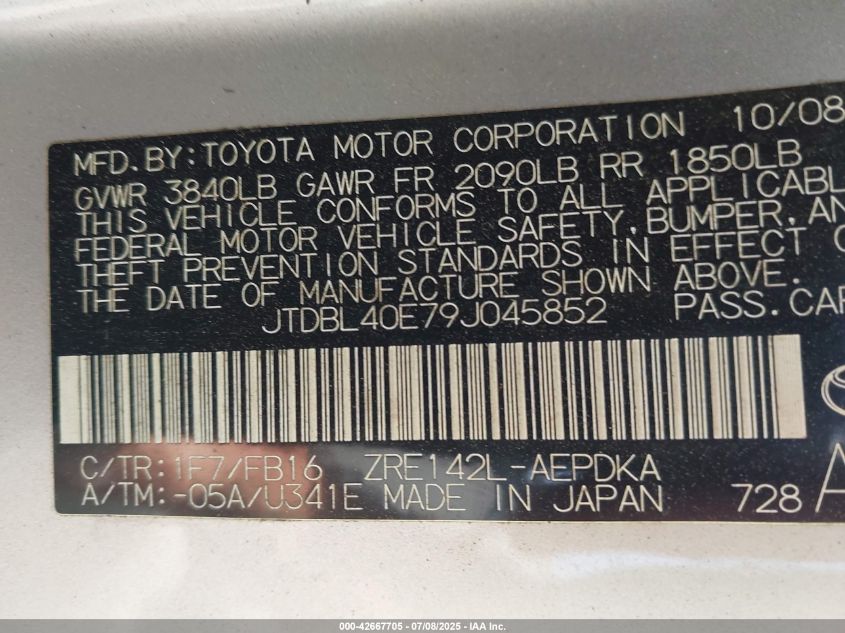 MFD.BY:TOYOTA MOTOR CORPORATION 10/08
GVWR 3840LB GAWR FR 2090LB RR 1850LB
THIS VEHICLE CONFORMS TO ALL APPLICABL
FEDERAL MOTOR VEHICLE SAFETY, BUMPER, AN
THEFT PREVENTION STANDARDS IN EFFECT O
THE DATE OF MANUFACTURE SHOWN ABOVE.
JTDBL40E79J045852 PASS.CAR
C/TR:1F7/FB16 ZRE142L-AEPDKA
A/TM:-05A/U341E MADE IN JAPAN 728 A
000-42667705 - 07/08/2025 - IAA Inc.